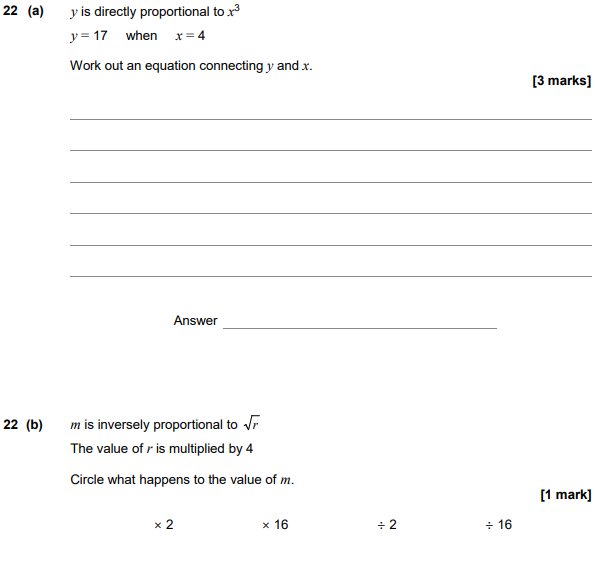 22 (a) y is directly proportional to x³
y = 17 when x = 4
Work out an equation connecting y and x.
[3 marks]
Answer
22 (b) m is inversely proportional to √r
The value of r is multiplied by 4
Circle what happens to the value of m.
[1 mark]
× 2 × 16 ÷ 2 ÷ 16